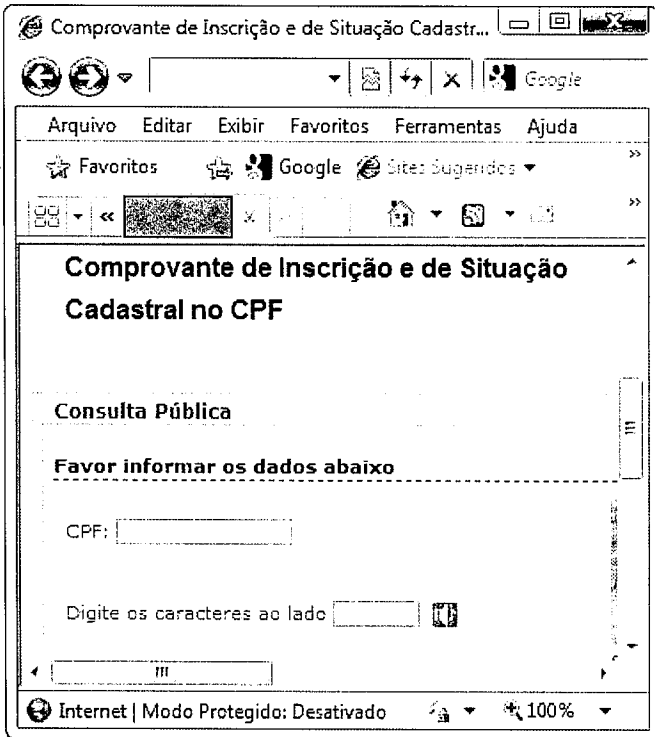 Comprovante de Inscrição e de Situação Cadastr...
Google
Arquivo Editar Exibir Favoritos Ferramentas Ajuda
Favoritos Google Sites Sugeridos
Comprovante de Inscrição e de Situação
Cadastral no CPF
Consulta Pública
Favor informar os dados abaixo
CPF:
Digite os caracteres ao lado
Internet | Modo Protegido: Desativado 100%